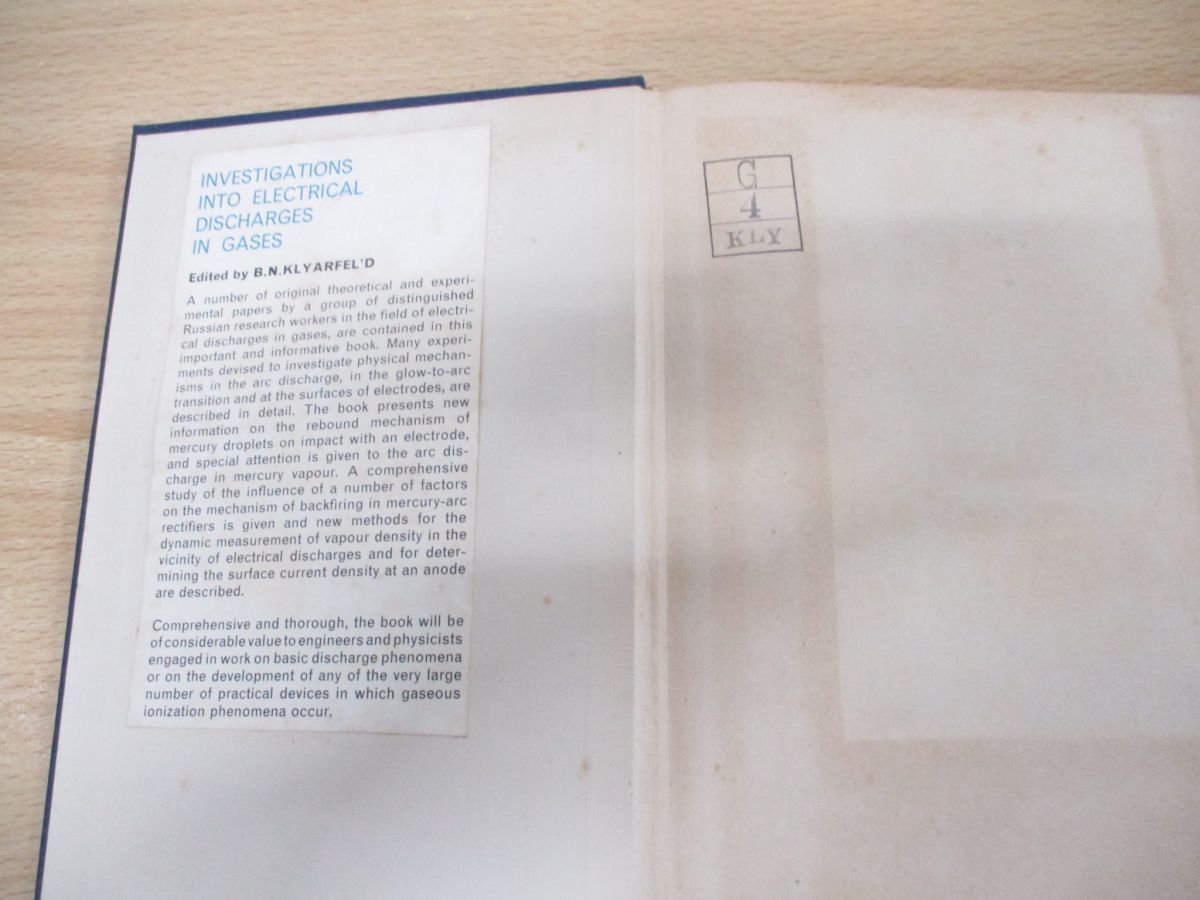 INVESTIGATIONS
INTO ELECTRICAL
DISCHARGES
IN GASES
Edited by B.N.KLYARFEL'D
A number of original theoretical and experi-
mental papers by a group of distinguished
Russian research workers in the field of electri-
cal discharges in gases, are contained in this
important and informative book. Many experi-
ments devised to investigate physical mechan-
isms in the arc discharge, in the glow-to-arc
transition and at the surfaces of electrodes, are
described in detail. The book presents new
information on the rebound mechanism of
mercury droplets on impact with an electrode,
and special attention is given to the arc dis-
charge in mercury vapour. A comprehensive
study of the influence of a number of factors
on the mechanism of backfiring in mercury-arc
rectifiers is given and new methods for the
dynamic measurement of vapour density in the
vicinity of electrical discharges and for deter-
mining the surface current density at an anode
are described.
Comprehensive and thorough, the book will be
of considerable value to engineers and physicists
engaged in work on basic discharge phenomena
or on the development of any of the very large
number of practical devices in which gaseous
ionization phenomena occur.
G
4
KLY